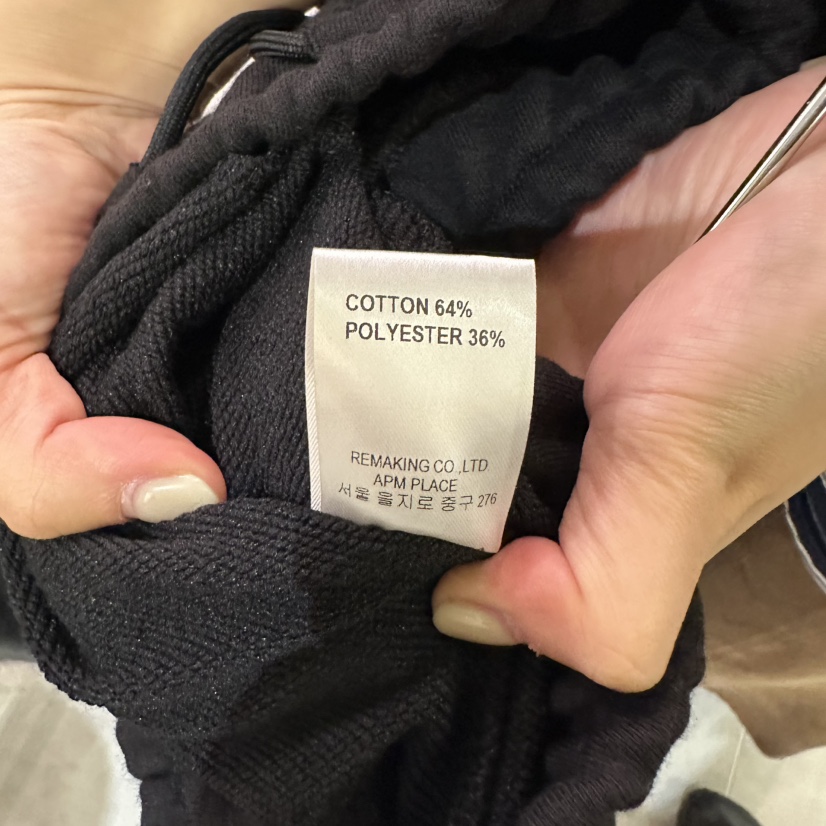 COTTON 64%
POLYESTER 36%
REMAKING CO.,LTD
APM PLACE
서울 을지로 중구 276